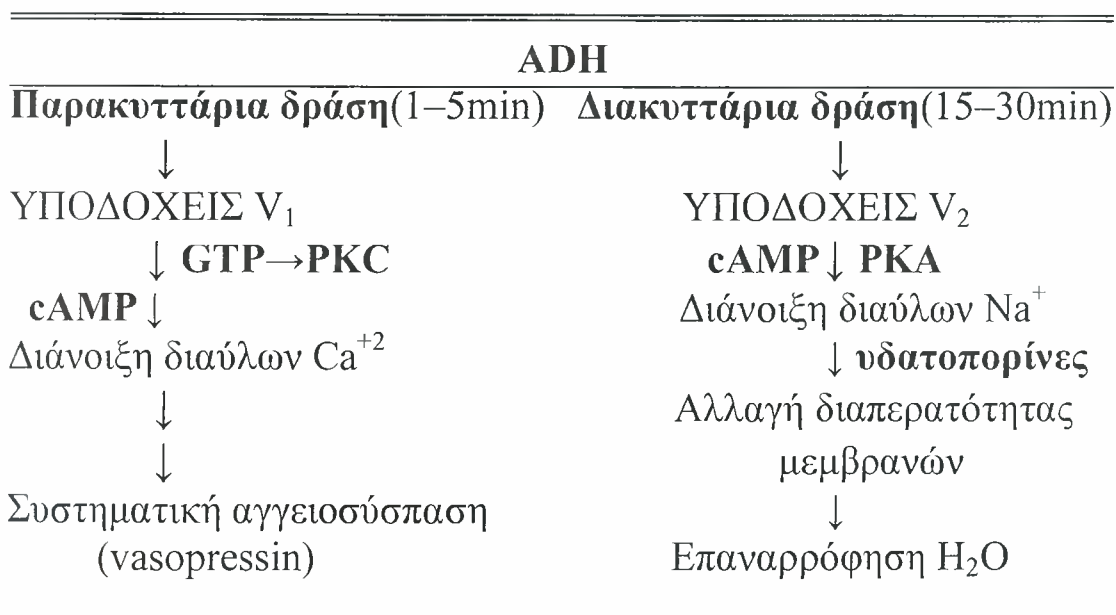 ADH
Παρακυττάρια δράση(1–5min) Διακυττάρια δράση(15–30min)
↓ ↓
ΥΠΟΔΟΧΕΙΣ V₁ ΥΠΟΔΟΧΕΙΣ V₂
↓ GTP→PKC cAMP ↓ PKA
cAMP ↓ Διάνοιξη διαύλων Na⁺
Διάνοιξη διαύλων Ca⁺² ↓ υδατοπορίνες
↓ Αλλαγή διαπερατότητας
↓ μεμβρανών
Συστηματική αγγειοσύσπαση ↓
(vasopressin) Επαναρρόφηση H₂O